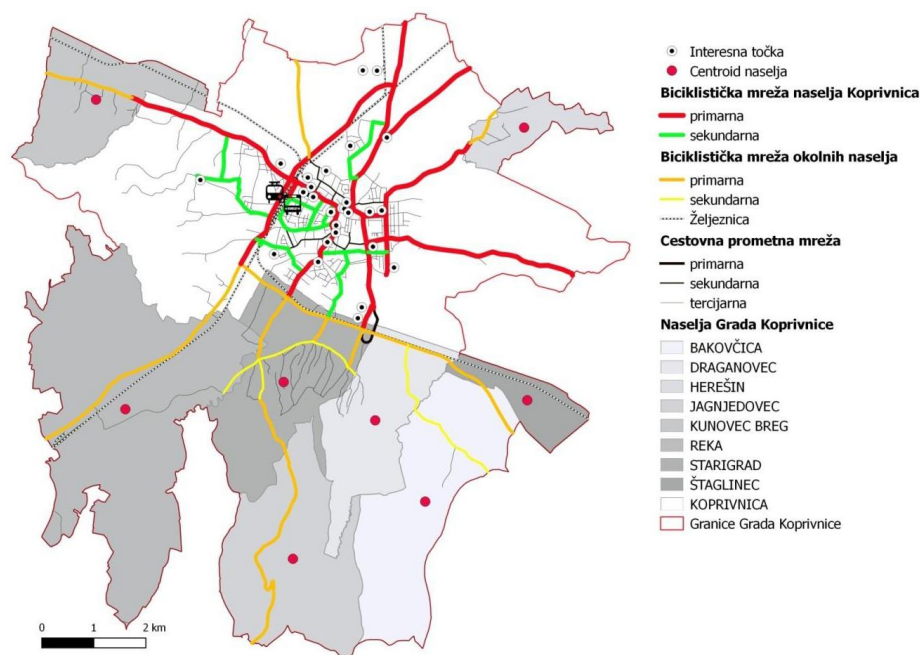 Interesna točka
Centroid naselja
Biciklistička mreža naselja Koprivnica
primarna
sekundarna
Biciklistička mreža okolnih naselja
primarna
sekundarna
Željeznica
Cestovna prometna mreža
primarna
sekundarna
tercijarna
Naselja Grada Koprivnice
BAKOVČICA
DRAGANOVEC
HEREŠIN
JAGNJEDOVEC
KUNOVEC BREG
REKA
STARIGRAD
ŠTAGLINEC
KOPRIVNICA
Granice Grada Koprivnice
0 1 2 km